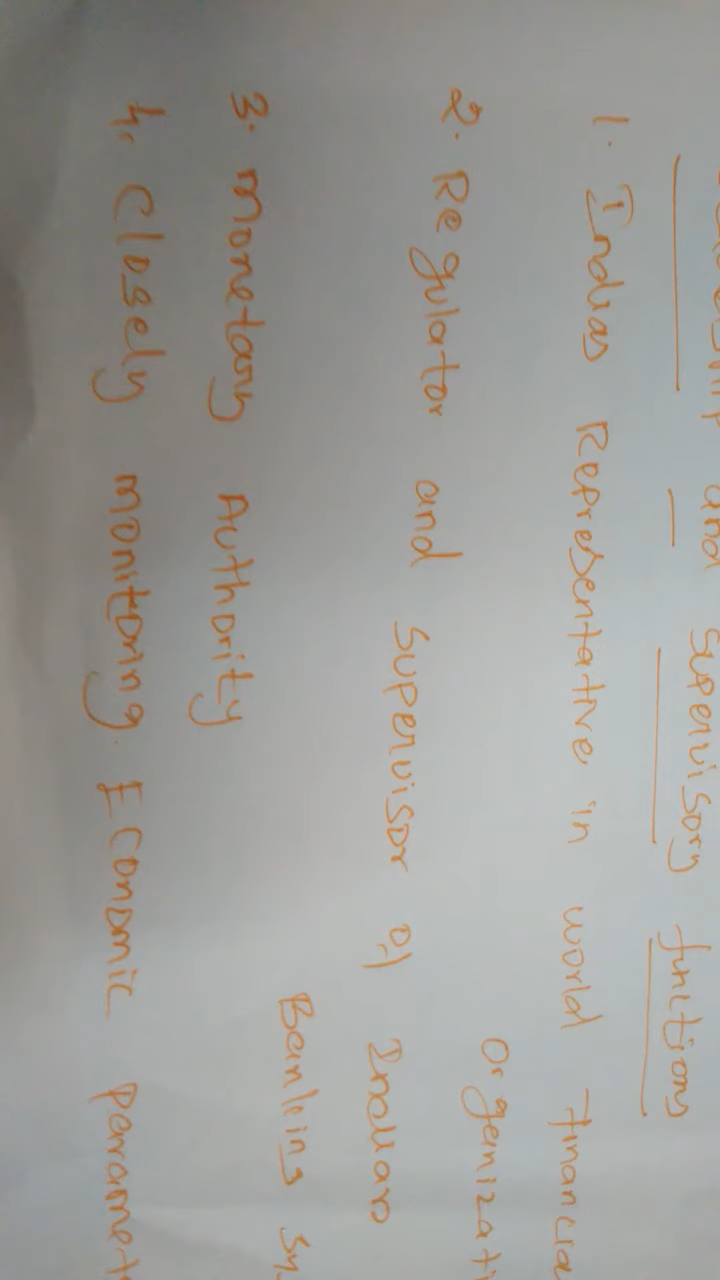 and Supervisory functions
1. Indias Representative in world Financia
Organizati
2. Regulator and Supervisor of Indian
Banking Sy
3. Monetary Authority
4. Closely monitoring Economic Paramet